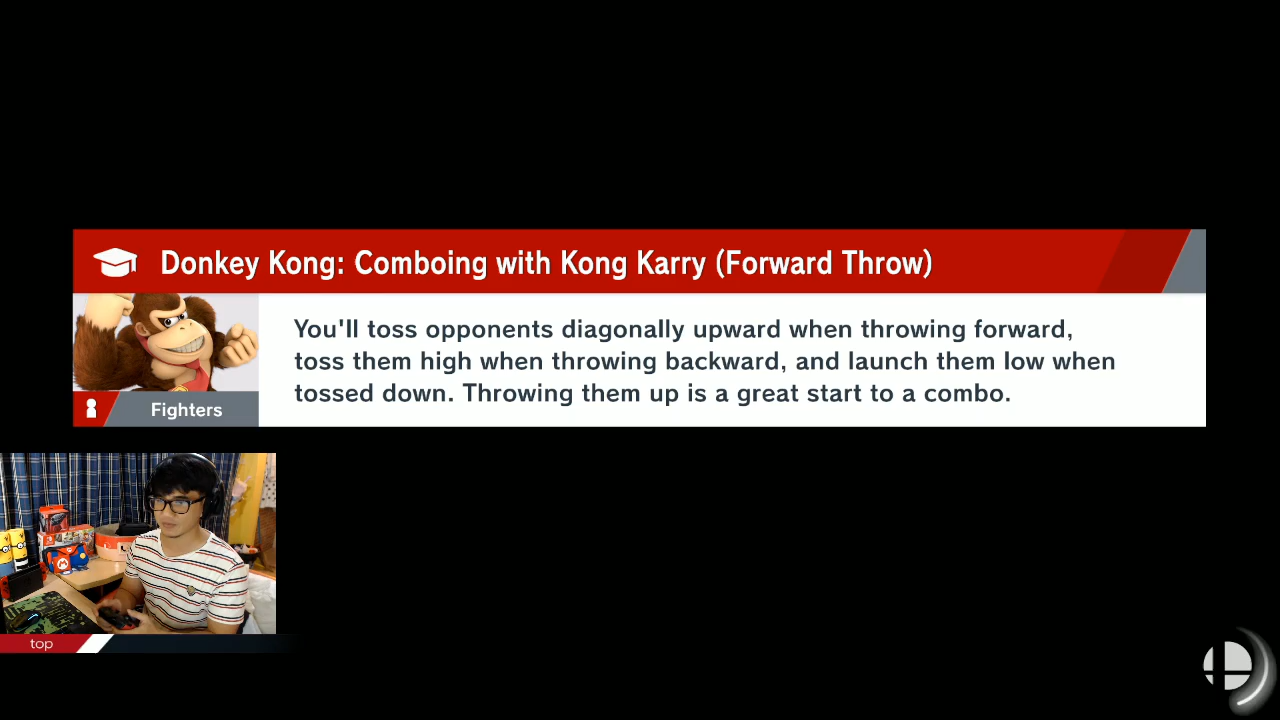 Donkey Kong: Comboing with Kong Karry (Forward Throw)
You'll toss opponents diagonally upward when throwing forward,
toss them high when throwing backward, and launch them low when
tossed down. Throwing them up is a great start to a combo.
Fighters
top